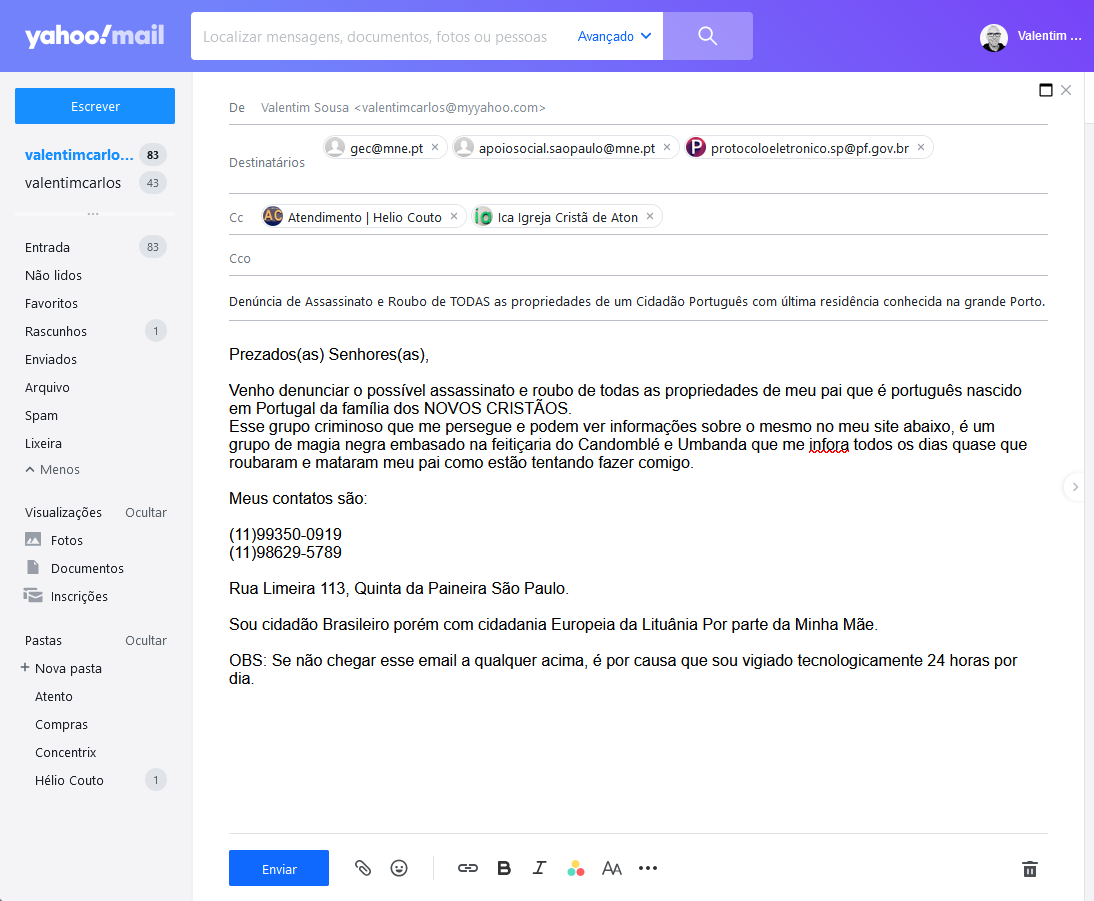 yahoo!mail
Localizar mensagens, documentos, fotos ou pessoas
Avançado
Valentim ...
Escrever
valentimcarlo... 83
valentimcarlos 43
...
Entrada 83
Não lidos
Favoritos
Rascunhos 1
Enviados
Arquivo
Spam
Lixeira
Menos
Visualizações Ocultar
Fotos
Documentos
Inscrições
Pastas Ocultar
+ Nova pasta
Atento
Compras
Concentrix
Hélio Couto 1
De Valentim Sousa <valentimcarlos@myyahoo.com>
Destinatários gec@mne.pt × apoiosocial.saopaulo@mne.pt × P protocoloeletronico.sp@pf.gov.br ×
Cc AC Atendimento | Helio Couto × ia Ica Igreja Cristã de Aton ×
Cco
Denúncia de Assassinato e Roubo de TODAS as propriedades de um Cidadão Português com última residência conhecida na grande Porto.
Prezados(as) Senhores(as),
Venho denunciar o possível assassinato e roubo de todas as propriedades de meu pai que é português nascido
em Portugal da família dos NOVOS CRISTÃOS.
Esse grupo criminoso que me persegue e podem ver informações sobre o mesmo no meu site abaixo, é um
grupo de magia negra embasado na feitiçaria do Candomblé e Umbanda que me infora todos os dias quase que
roubaram e mataram meu pai como estão tentando fazer comigo.
Meus contatos são:
(11)99350-0919
(11)98629-5789
Rua Limeira 113, Quinta da Paineira São Paulo.
Sou cidadão Brasileiro porém com cidadania Europeia da Lituânia Por parte da Minha Mãe.
OBS: Se não chegar esse email a qualquer acima, é por causa que sou vigiado tecnologicamente 24 horas por
dia.
Enviar
B I AA